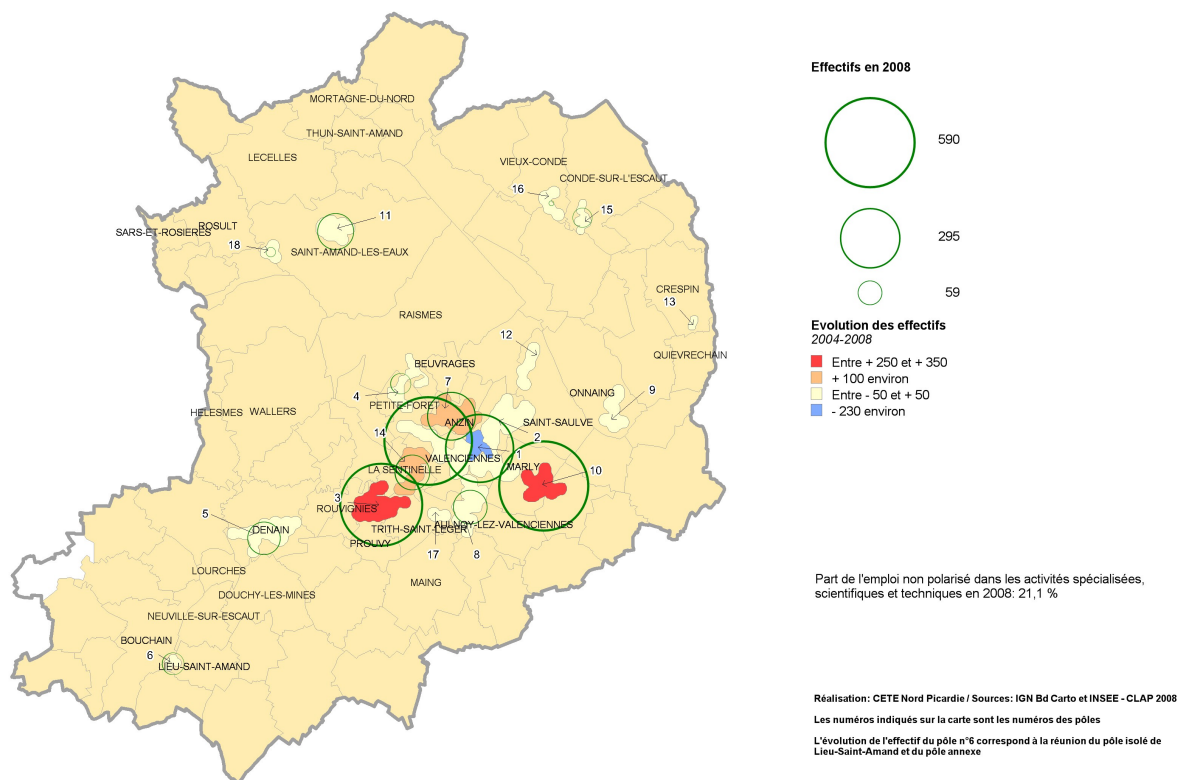 MORTAGNE-DU-NORD
THUN-SAINT-AMAND
LECELLES
VIEUX-CONDE
CONDE-SUR-L'ESCAUT
16
15
11
ROSULT
SARS-ET-ROSIERES
18
SAINT-AMAND-LES-EAUX
CRESPIN
13
RAISMES
12
QUIEVRECHAIN
BEUVRAGES
7
4
ONNAING
9
PETITE-FORET
HELESMES
WALLERS
ANZIN
SAINT-SAULVE
14
2
1
VALENCIENNES
LA SENTINELLE
MARLY
10
3
ROUVIGNIES
5
DENAIN
TRITH-SAINT-LEGER
AULNOY-LEZ-VALENCIENNES
PROUVY
17
8
LOURCHES
MAING
DOUCHY-LES-MINES
NEUVILLE-SUR-ESCAUT
BOUCHAIN
6
LIEU-SAINT-AMAND
Effectifs en 2008
590
295
59
Evolution des effectifs
2004-2008
Entre + 250 et + 350
+ 100 environ
Entre - 50 et + 50
- 230 environ
Part de l'emploi non polarisé dans les activités spécialisées,
scientifiques et techniques en 2008: 21,1 %
Réalisation: CETE Nord Picardie / Sources: IGN Bd Carto et INSEE - CLAP 2008
Les numéros indiqués sur la carte sont les numéros des pôles
L'évolution de l'effectif du pôle n°6 correspond à la réunion du pôle isolé de
Lieu-Saint-Amand et du pôle annexe